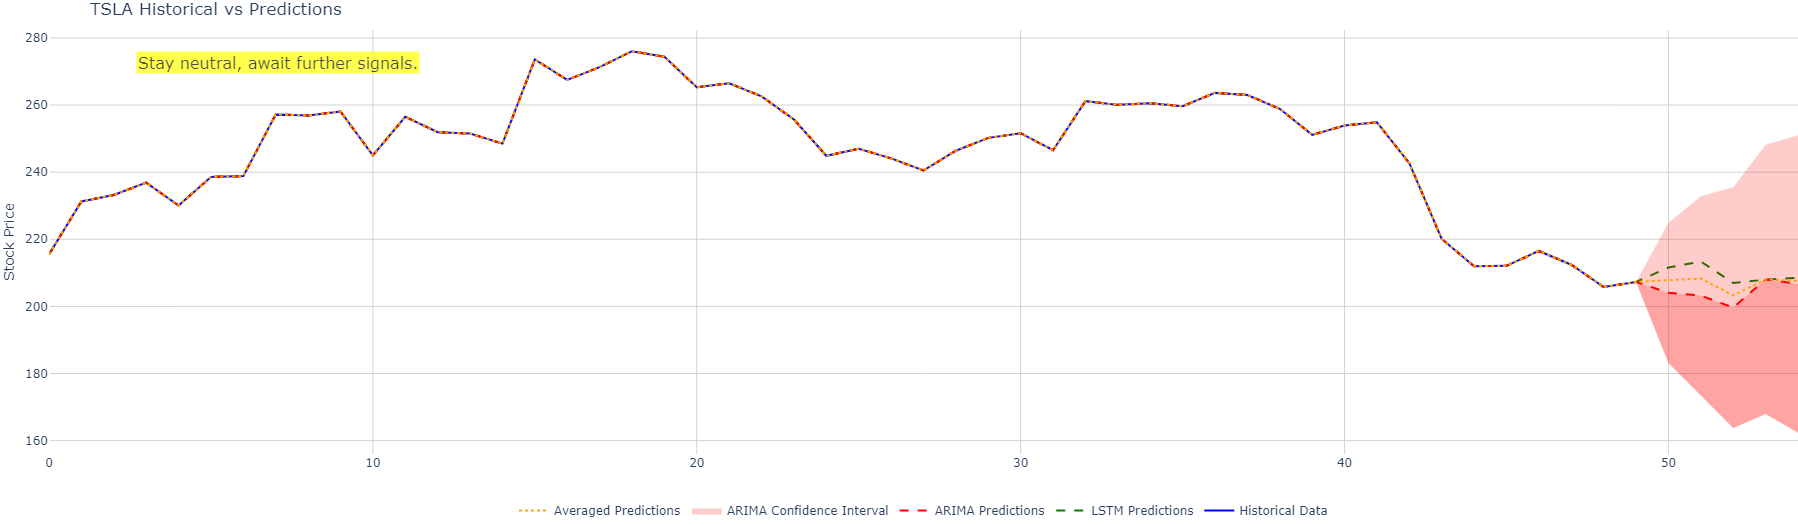 TSLA Historical vs Predictions
Stay neutral, await further signals.
Stock Price
280
260
240
220
200
180
160
0 10 20 30 40 50
Averaged Predictions ARIMA Confidence Interval ARIMA Predictions LSTM Predictions Historical Data